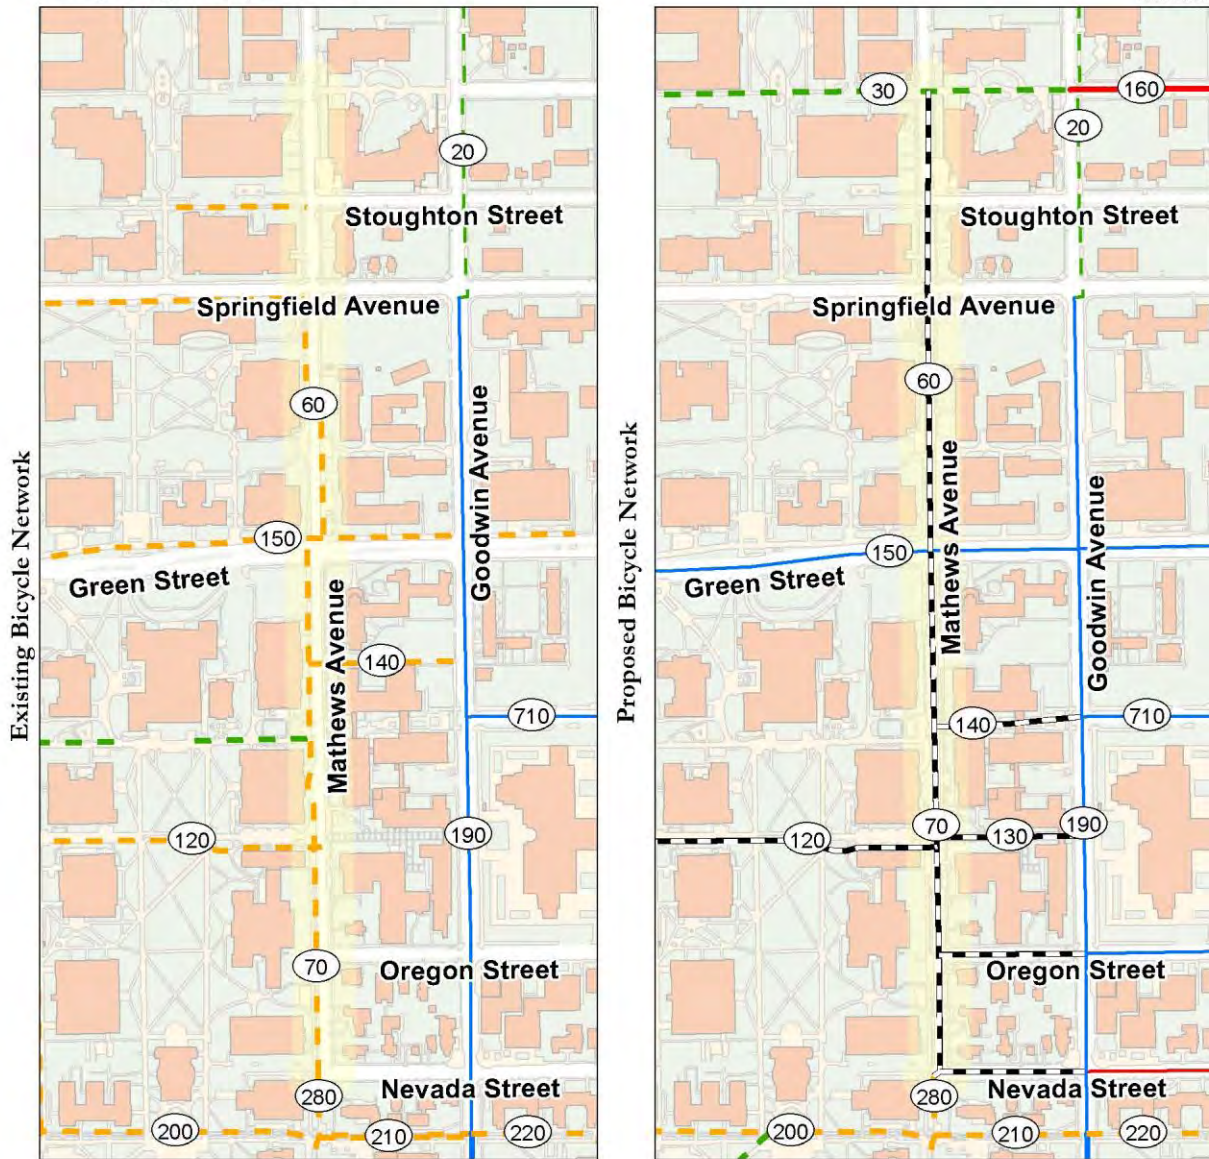 Existing Bicycle Network
20
Stoughton Street
Springfield Avenue
60
Goodwin Avenue
150
Green Street
Mathews Avenue
140
710
120
190
70
Oregon Street
Nevada Street
280
200
210
220
Proposed Bicycle Network
30
160
20
Stoughton Street
Springfield Avenue
60
Mathews Avenue
Goodwin Avenue
150
Green Street
140
710
70
130
190
120
Oregon Street
Nevada Street
280
200
210
220